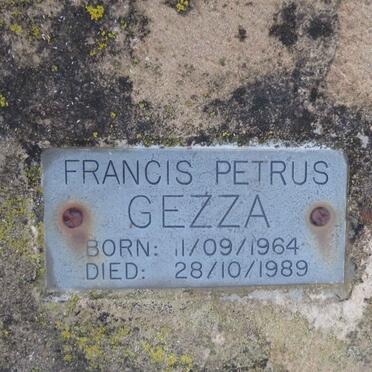 FRANCIS PETRUS
GEZZA
BORN: 11/09/1964
DIED: 28/10/1989